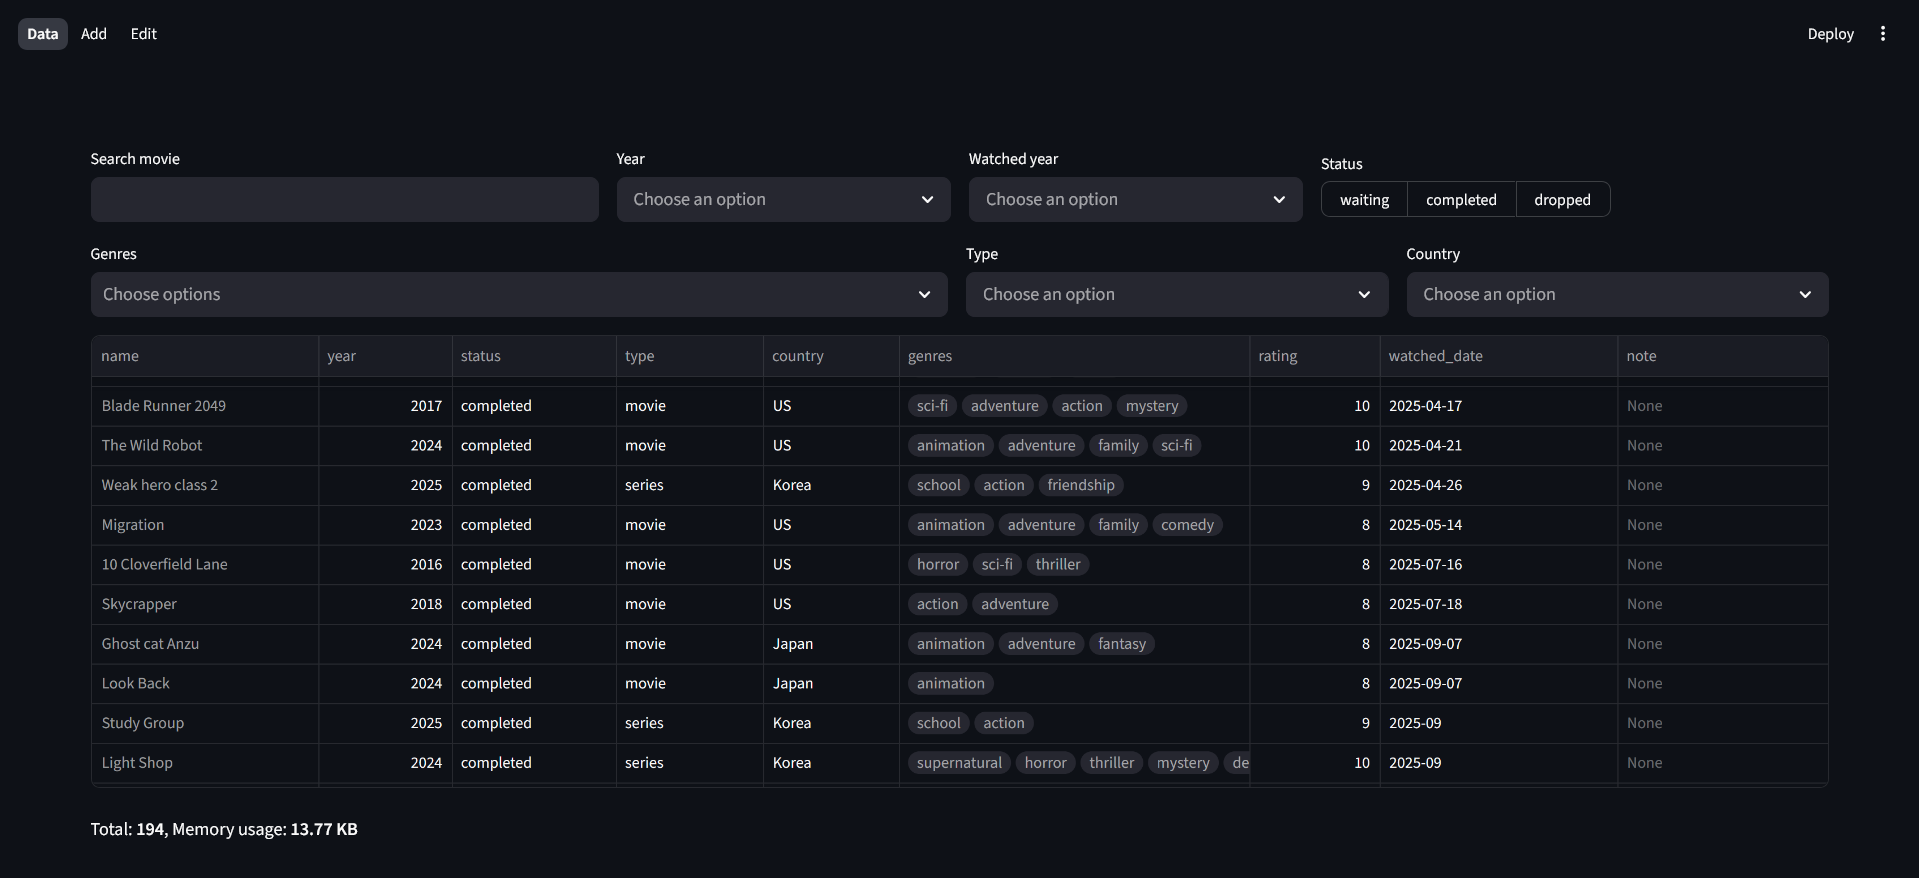 Data Add Edit Deploy
Search movie Year Watched year Status
Choose an option Choose an option waiting completed dropped
Genres Type Country
Choose options Choose an option Choose an option
name year status type country genres rating watched_date note
Blade Runner 2049 2017 completed movie US sci-fi adventure action mystery 10 2025-04-17 None
The Wild Robot 2024 completed movie US animation adventure family sci-fi 10 2025-04-21 None
Weak hero class 2 2025 completed series Korea school action friendship 9 2025-04-26 None
Migration 2023 completed movie US animation adventure family comedy 8 2025-05-14 None
10 Cloverfield Lane 2016 completed movie US horror sci-fi thriller 8 2025-07-16 None
Skycrapper 2018 completed movie US action adventure 8 2025-07-18 None
Ghost cat Anzu 2024 completed movie Japan animation adventure fantasy 8 2025-09-07 None
Look Back 2024 completed movie Japan animation 8 2025-09-07 None
Study Group 2025 completed series Korea school action 9 2025-09 None
Light Shop 2024 completed series Korea supernatural horror thriller mystery de 10 2025-09 None
Total: 194, Memory usage: 13.77 KB